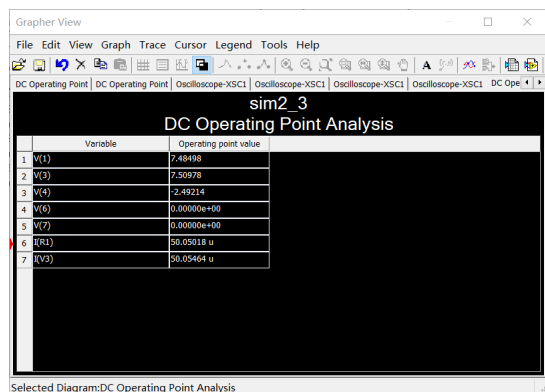 Grapher View
File Edit View Graph Trace Cursor Legend Tools Help
DC Operating Point DC Operating Point Oscilloscope-XSC1 Oscilloscope-XSC1 Oscilloscope-XSC1 Oscilloscope-XSC1 DC Ope
sim2_3
DC Operating Point Analysis
Variable Operating point value
1 V(1) 7.48498
2 V(3) 7.50978
3 V(4) -2.49214
4 V(6) 0.00000e+00
5 V(7) 0.00000e+00
6 I(R1) 50.05018 u
7 I(V3) 50.05464 u
Selected Diagram:DC Operating Point Analysis